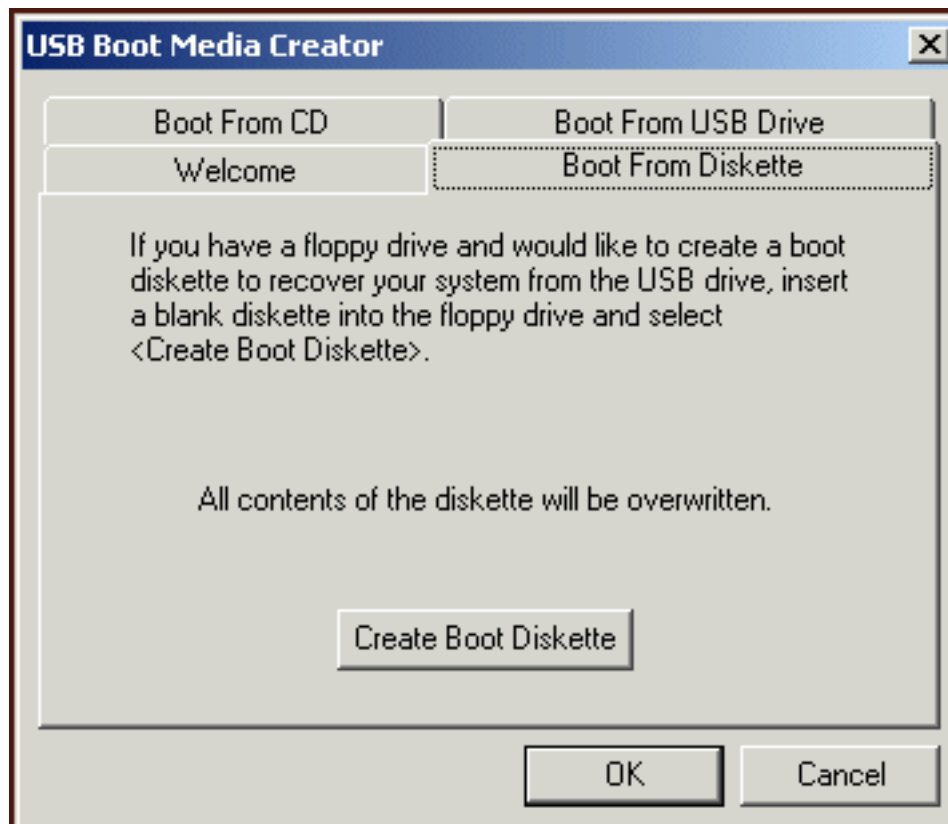 USB Boot Media Creator
Boot From CD
Boot From USB Drive
Welcome
Boot From Diskette
If you have a floppy drive and would like to create a boot
diskette to recover your system from the USB drive, insert
a blank diskette into the floppy drive and select
<Create Boot Diskette>.
All contents of the diskette will be overwritten.
Create Boot Diskette
OK
Cancel